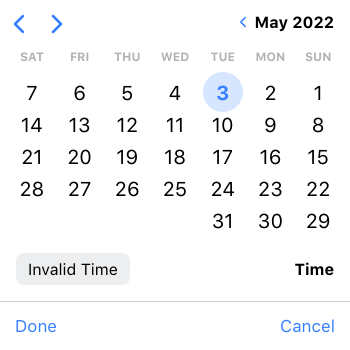 May 2022
SAT FRI THU WED TUE MON SUN
7 6 5 4 3 2 1
14 13 12 11 10 9 8
21 20 19 18 17 16 15
28 27 26 25 24 23 22
31 30 29
Invalid Time Time
Done Cancel